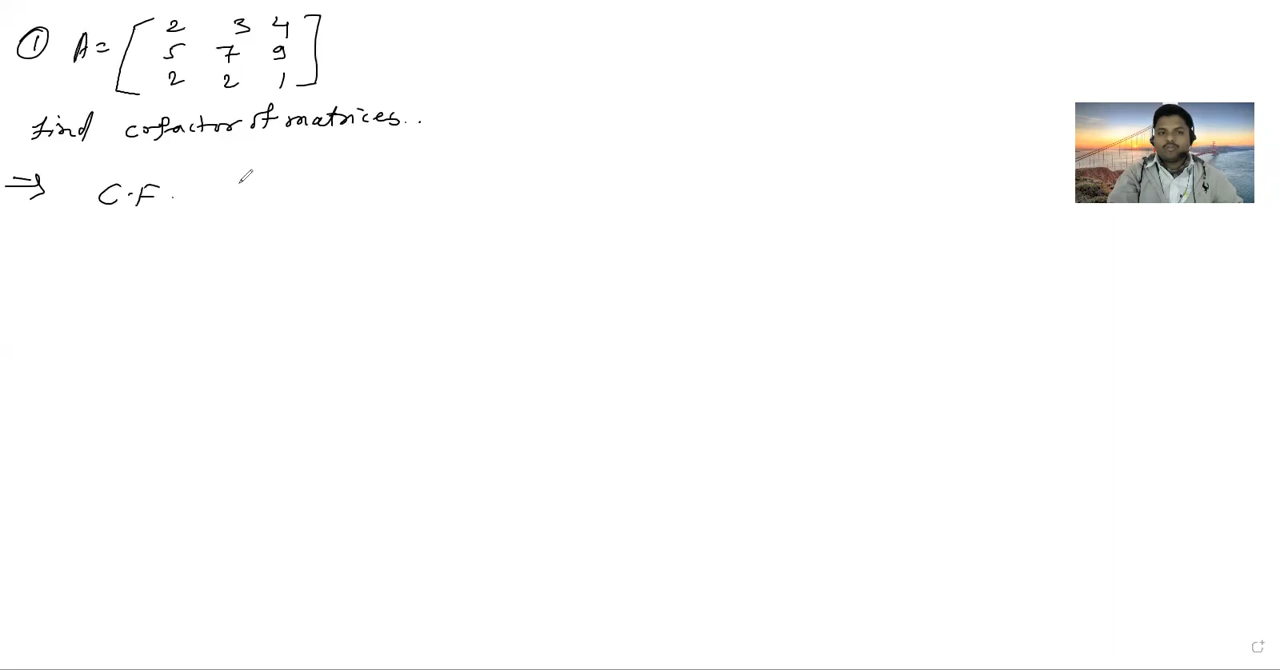 ① A = [ 2 3 4
5 7 9
2 2 1 ]
find cofactor of matrices..
⇒ C.F.